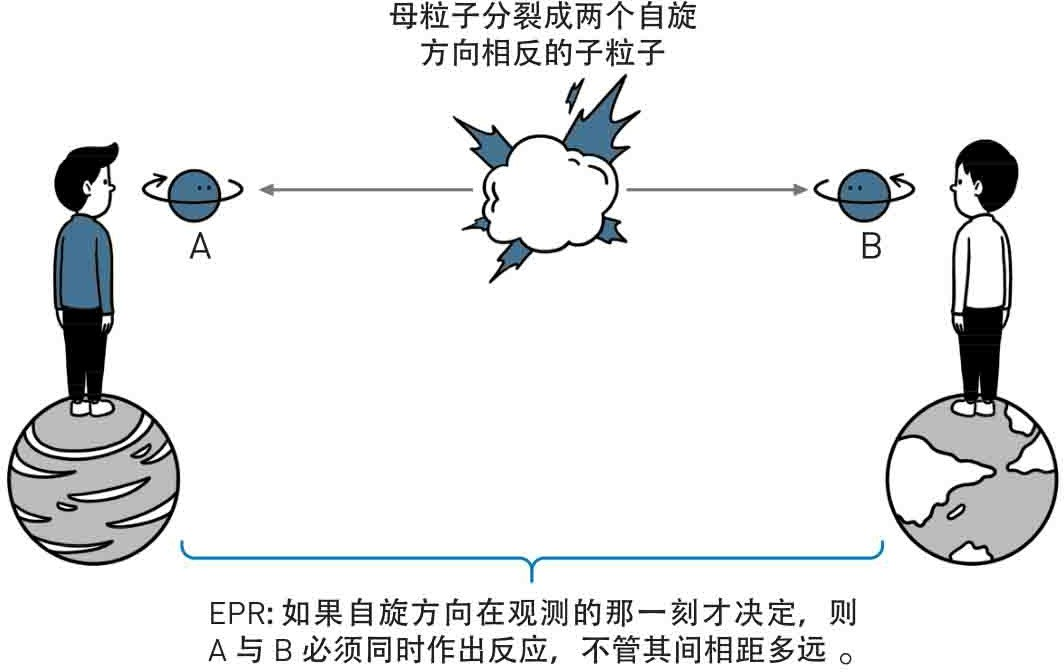 母粒子分裂成两个自旋
方向相反的子粒子
A
B
EPR: 如果自旋方向在观测的那一刻才决定，则
A 与 B 必须同时作出反应，不管其间相距多远。